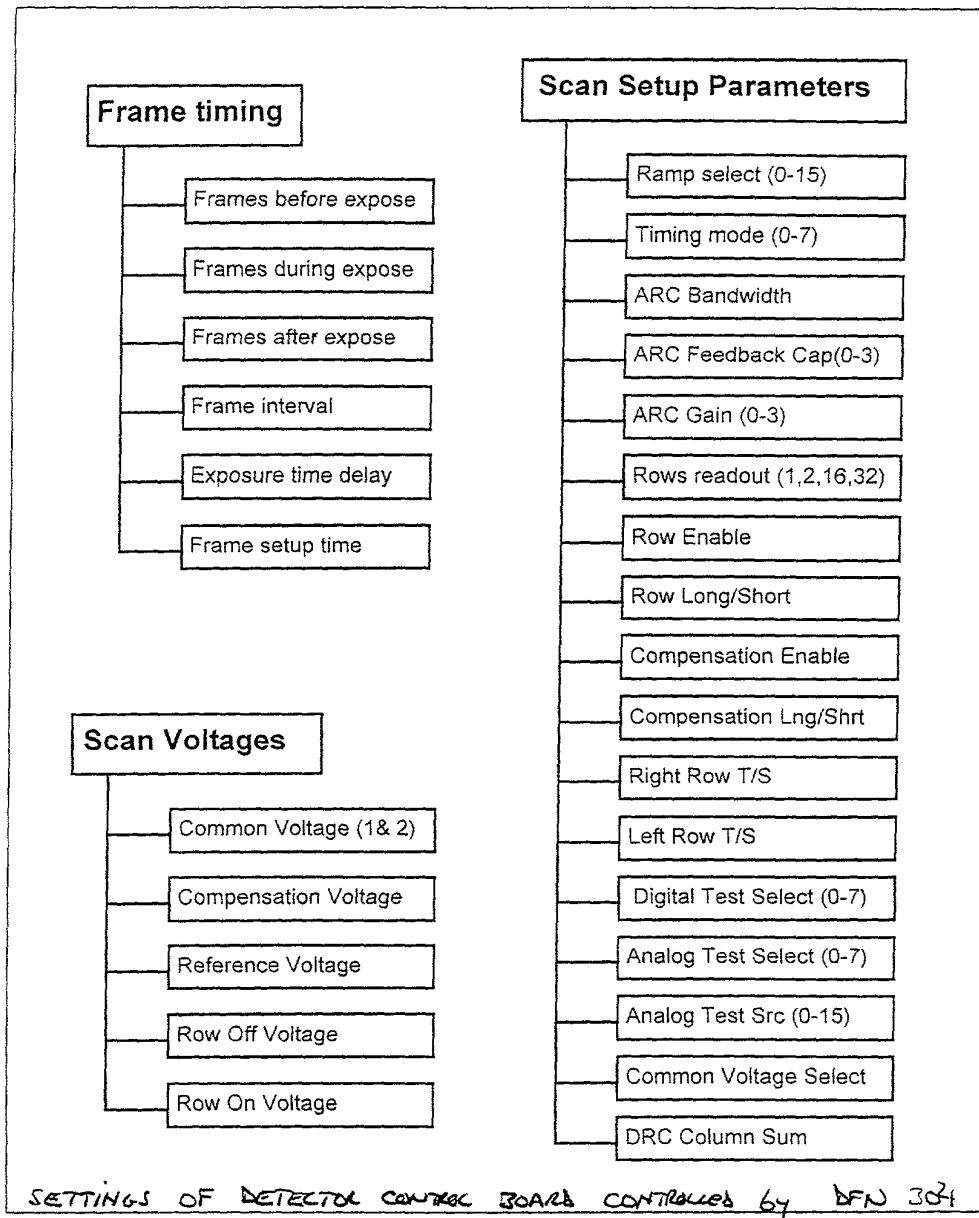 Frame timing
Frames before expose
Frames during expose
Frames after expose
Frame interval
Exposure time delay
Frame setup time
Scan Voltages
Common Voltage (1& 2)
Compensation Voltage
Reference Voltage
Row Off Voltage
Row On Voltage
Scan Setup Parameters
Ramp select (0-15)
Timing mode (0-7)
ARC Bandwidth
ARC Feedback Cap(0-3)
ARC Gain (0-3)
Rows readout (1,2,16,32)
Row Enable
Row Long/Short
Compensation Enable
Compensation Lng/Shrt
Right Row T/S
Left Row T/S
Digital Test Select (0-7)
Analog Test Select (0-7)
Analog Test Src (0-15)
Common Voltage Select
DRC Column Sum
SETTINGS OF DETECTOR CONTROL BOARD CONTROLLED by DFN